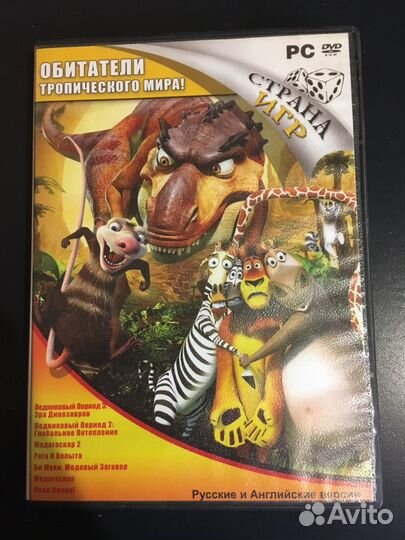 ОБИТАТЕЛИ
ТРОПИЧЕСКОГО МИРА!
PC DVD
ROM
СТРАНА
ИГР
Ледниковый Период 3:
Эра Динозавров
Ледниковый Период 2:
Глобальное Потепление
Мадагаскар 2
Рога И Копыта
Би Муви. Медовый Заговор
Мадагаскар
Русские и Английские версии
Avito